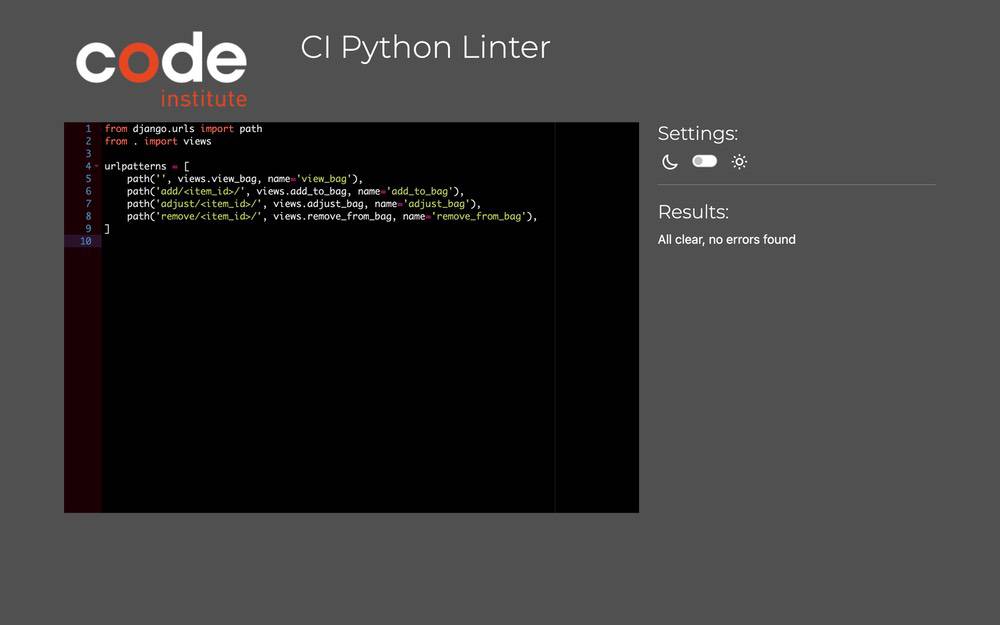 code
institute
CI Python Linter
1 from django.urls import path
2 from . import views
3
4 urlpatterns = [
5     path('', views.view_bag, name='view_bag'),
6     path('add/<item_id>/', views.add_to_bag, name='add_to_bag'),
7     path('adjust/<item_id>/', views.adjust_bag, name='adjust_bag'),
8     path('remove/<item_id>/', views.remove_from_bag, name='remove_from_bag'),
9 ]
10
Settings:
Results:
All clear, no errors found